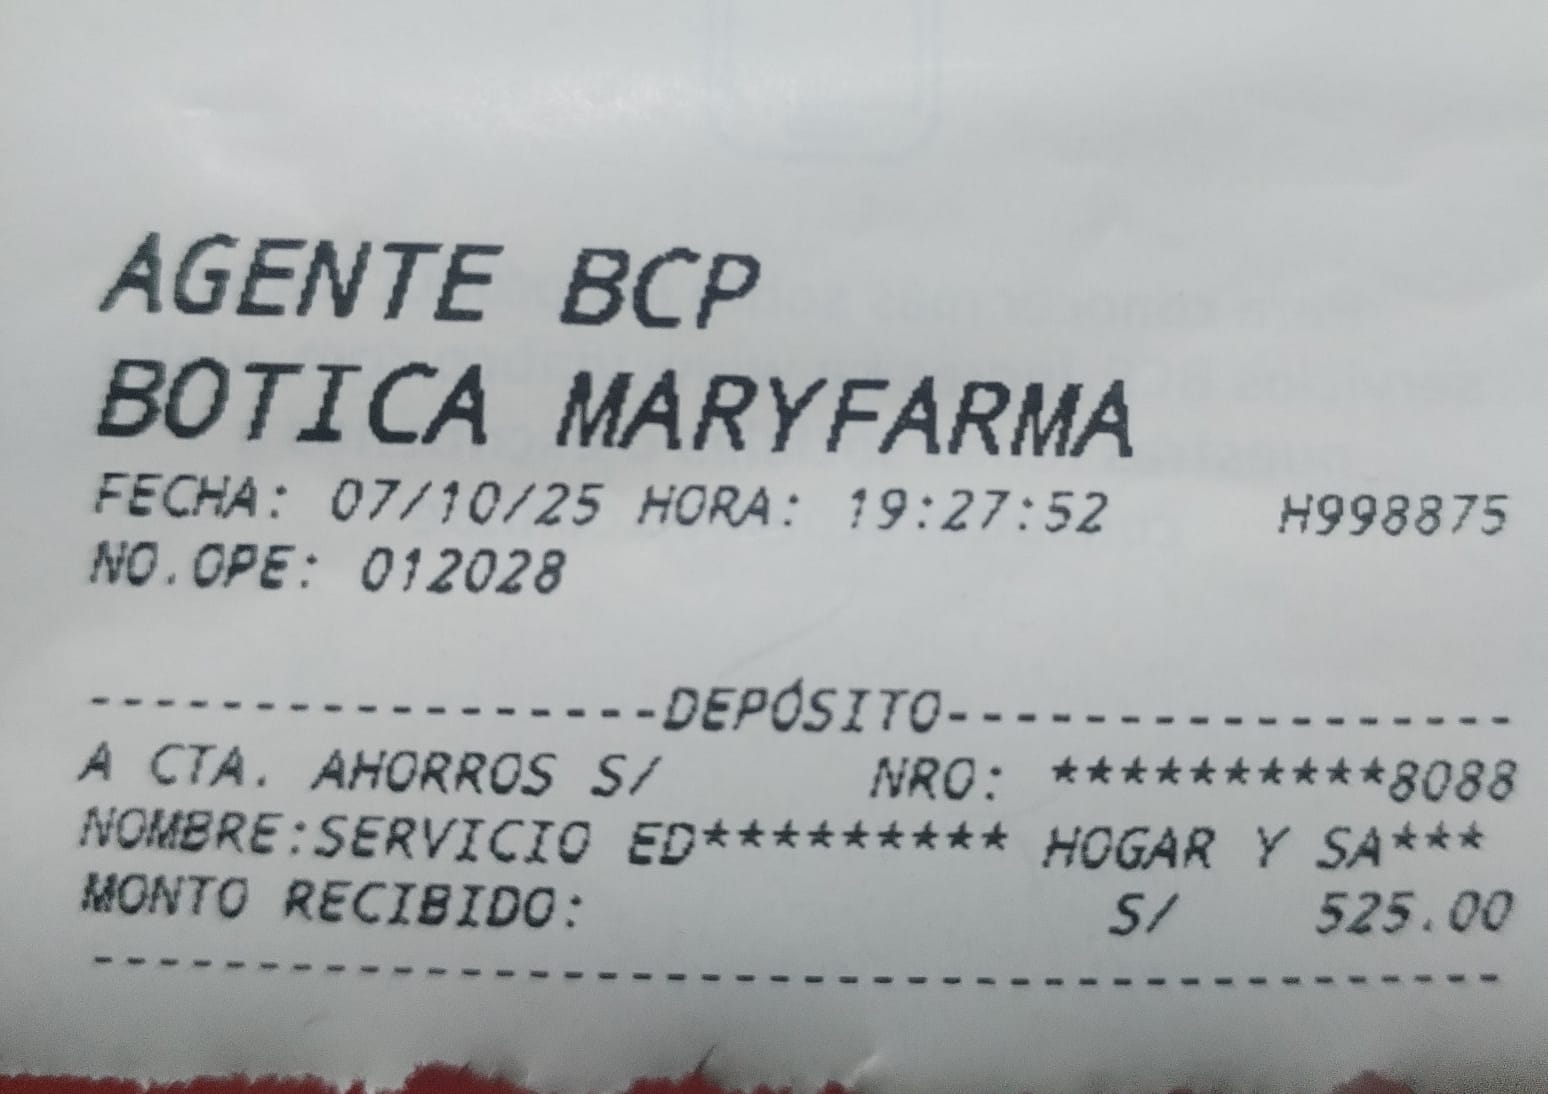 AGENTE BCP
BOTICA MARYFARMA
FECHA: 07/10/25 HORA: 19:27:52 H998875
NO.OPE: 012028
------------------DEPÓSITO------------------
A CTA. AHORROS S/ NRO: **********8088
NOMBRE:SERVICIO ED********* HOGAR Y SA***
MONTO RECIBIDO: S/ 525.00
------------------------------------------